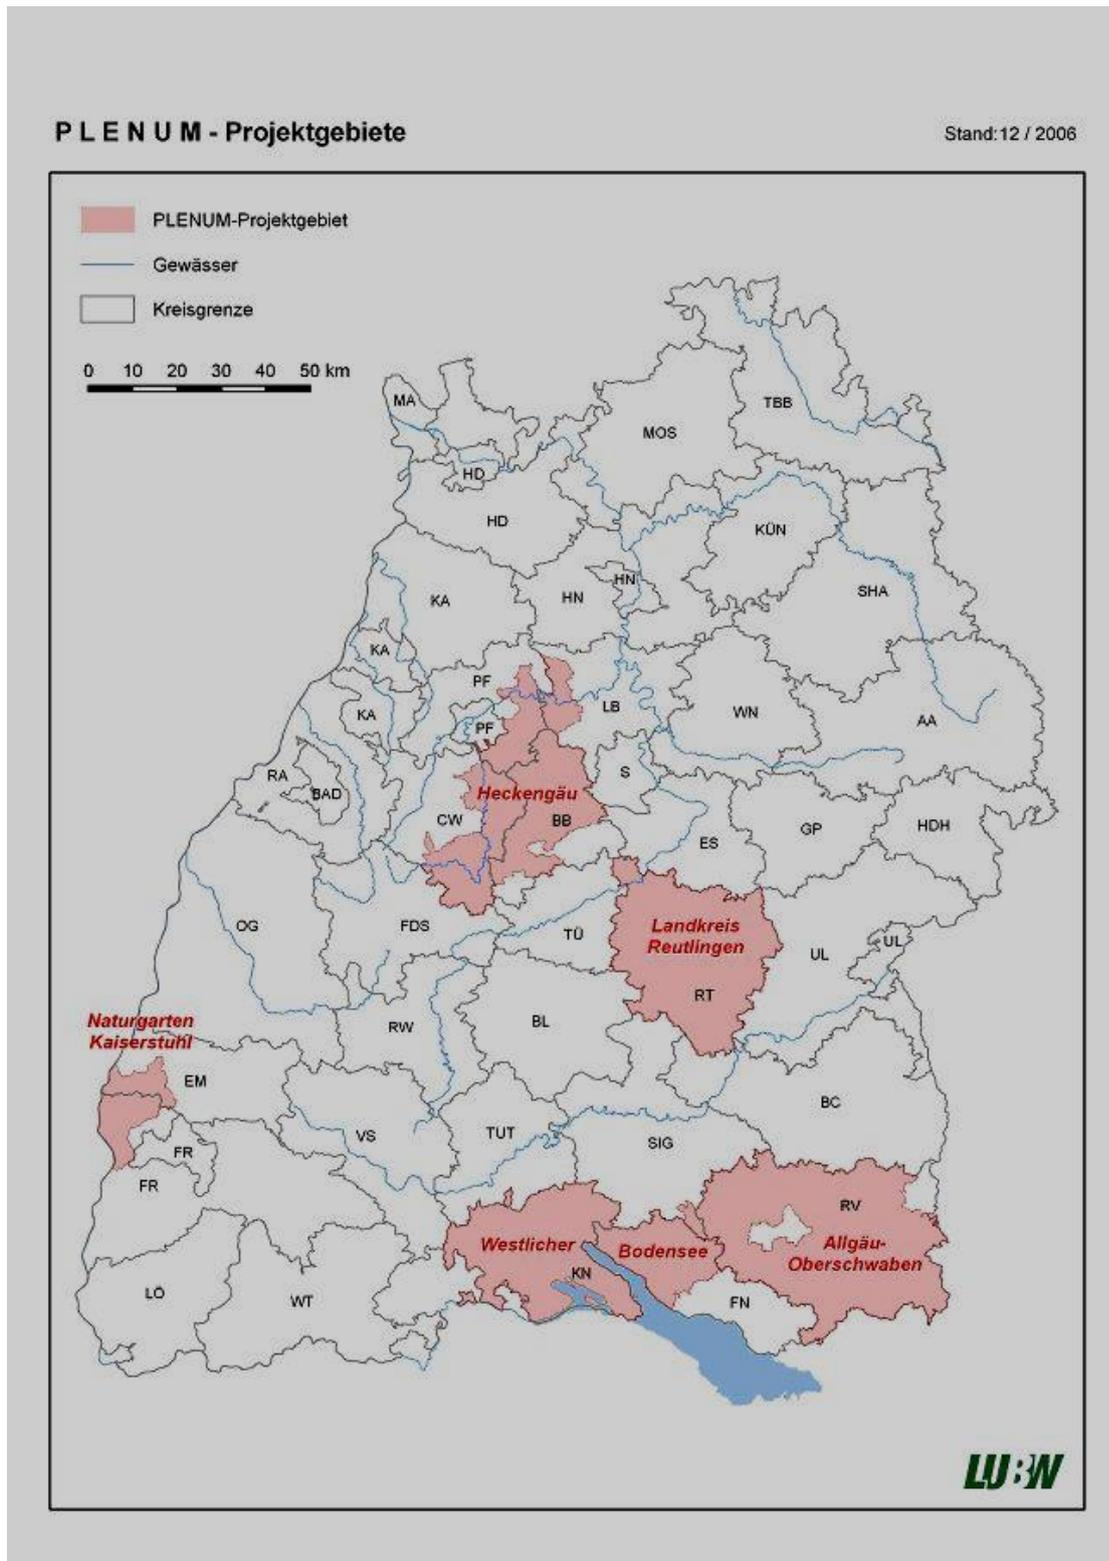 PLENUM - Projektgebiete
Stand:12 / 2006
PLENUM-Projektgebiet
Gewässer
Kreisgrenze
0 10 20 30 40 50 km
MA
TBB
MOS
HD
HD
KÜN
HN
HN
KA
SHA
KA
PF
LB
KA
WN
AA
PF
S
RA
BAD
Heckengäu
CW
BB
GP
HDH
ES
OG
FDS
TÜ
Landkreis
Reutlingen
UL
UL
RT
Naturgarten
Kaiserstuhl
RW
BL
EM
BC
VS
TUT
SIG
FR
FR
RV
Westlicher
Bodensee
Allgäu-
Oberschwaben
KN
LÖ
WT
FN
LUBW